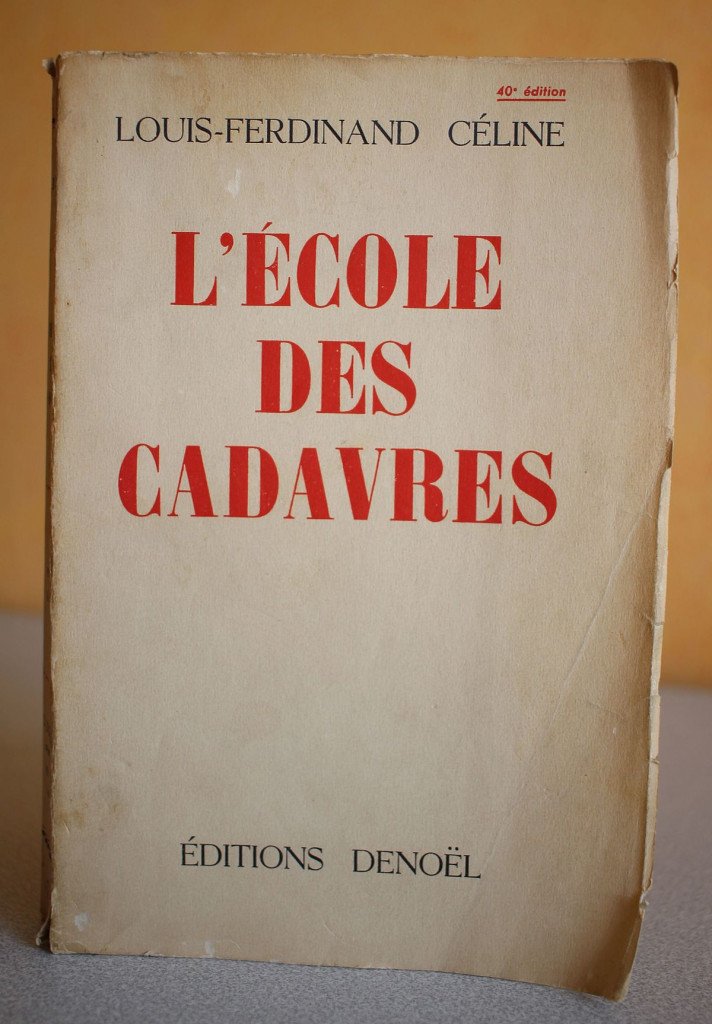 40e édition
LOUIS-FERDINAND CÉLINE
L'ÉCOLE
DES
CADAVRES
ÉDITIONS DENOËL